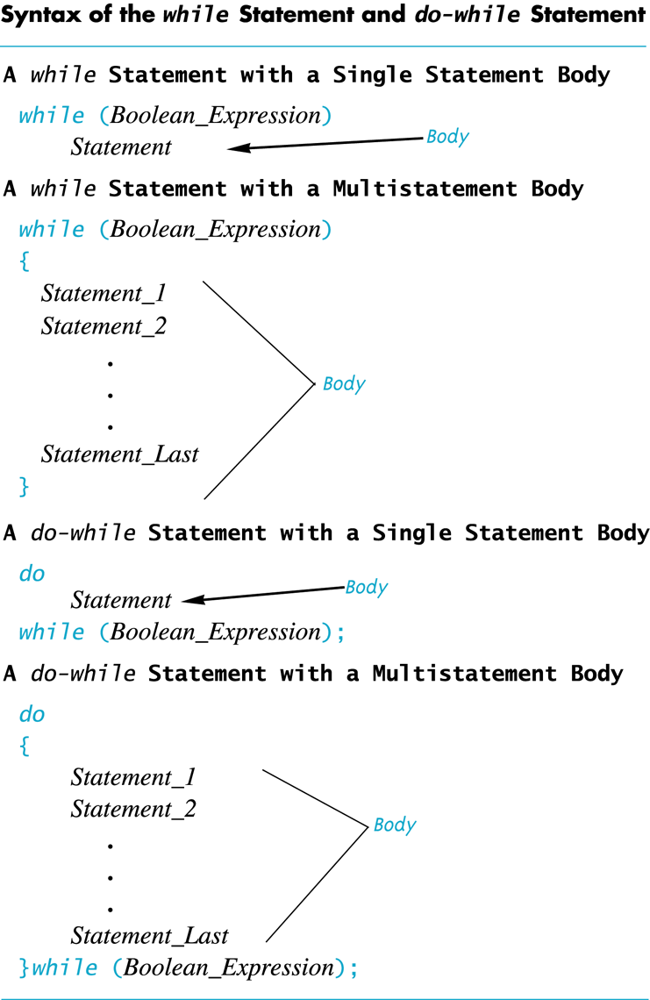 Syntax of the while Statement and do-while Statement
A while Statement with a Single Statement Body
while (Boolean_Expression)
Statement Body
A while Statement with a Multistatement Body
while (Boolean_Expression)
{
Statement_1
Statement_2
.
. Body
.
Statement_Last
}
A do-while Statement with a Single Statement Body
do
Statement Body
while (Boolean_Expression);
A do-while Statement with a Multistatement Body
do
{
Statement_1
Statement_2
Body
.
.
.
Statement_Last
}while (Boolean_Expression);